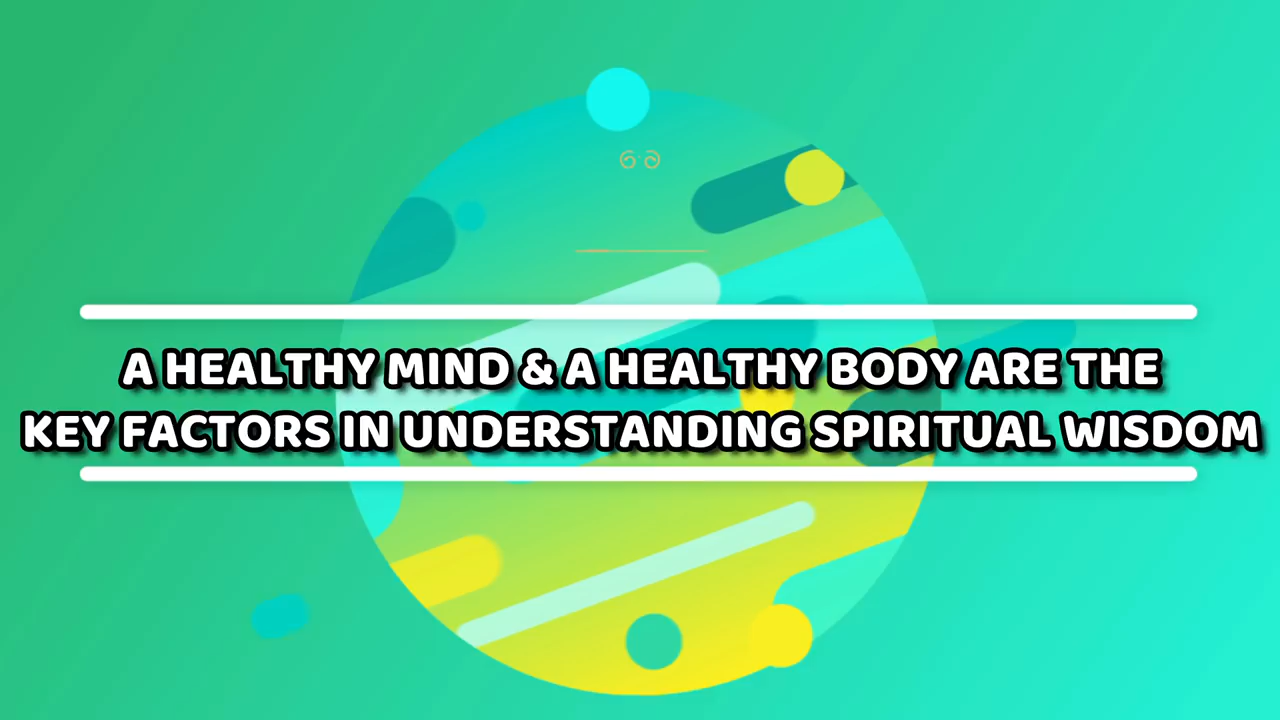 A HEALTHY MIND & A HEALTHY BODY ARE THE
KEY FACTORS IN UNDERSTANDING SPIRITUAL WISDOM